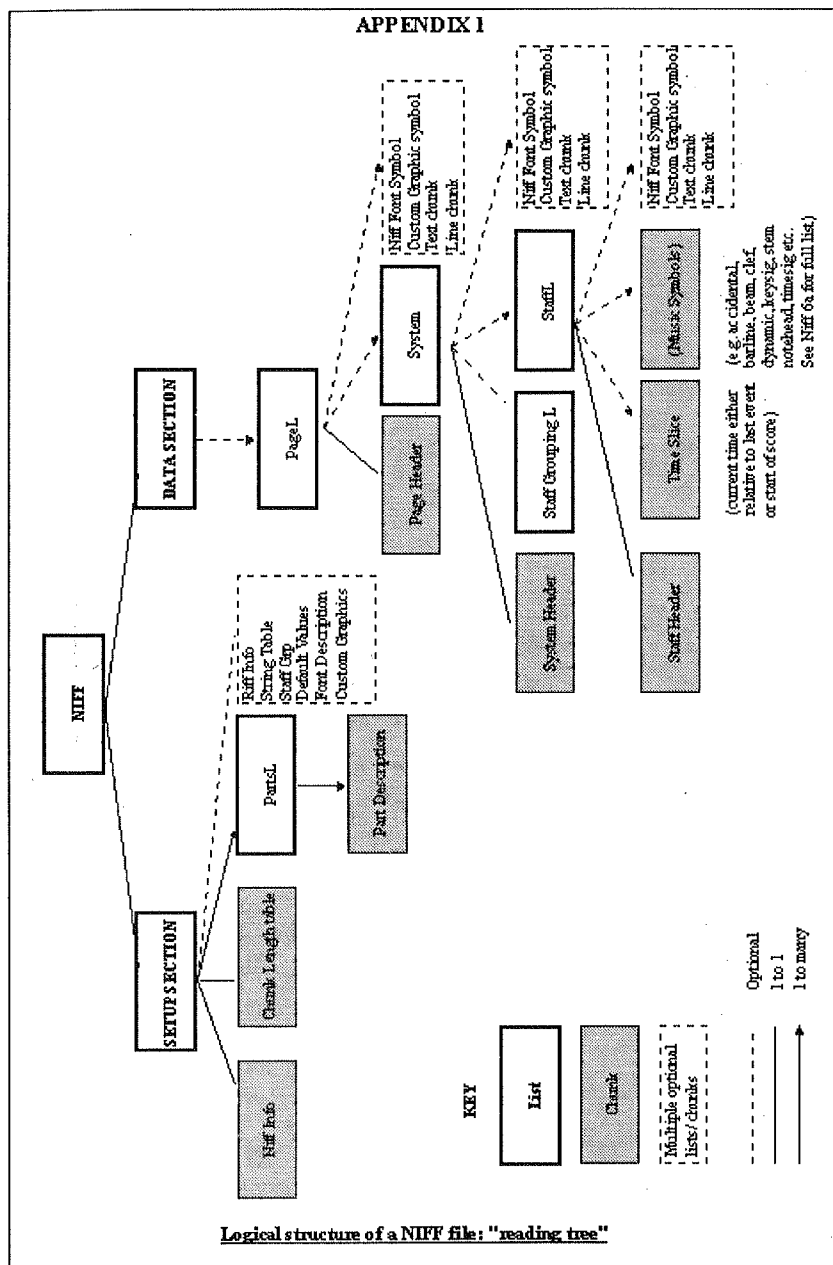 APPENDIX 1
Logical structure of a NIFF file: "reading tree"
NIFF
SETUP SECTION
DATA SECTION
Niff Info
Chunk Length table
PartsL
Riff Info
String Table
Staff Grp
Default Values
Font Description
Custom Graphics
PageL
Part Description
Page Header
System
Niff Font Symbol
Custom Graphic symbol
Text chunk
Line chunk
System Header
Staff Grouping L
StaffL
Niff Font Symbol
Custom Graphic symbol
Text chunk
Line chunk
Staff Header
Time Slice
(Music Symbols)
Niff Font Symbol
Custom Graphic symbol
Text chunk
Line chunk
(current time either
relative to last event
or start of score)
(e.g. accidental,
barline, beam, clef,
dynamic, keysig, stem
notehead, timesig etc.
See Niff 6a for full list)
KEY
List
Chunk
Multiple optional
lists/ chunks
Optional
1 to 1
1 to many